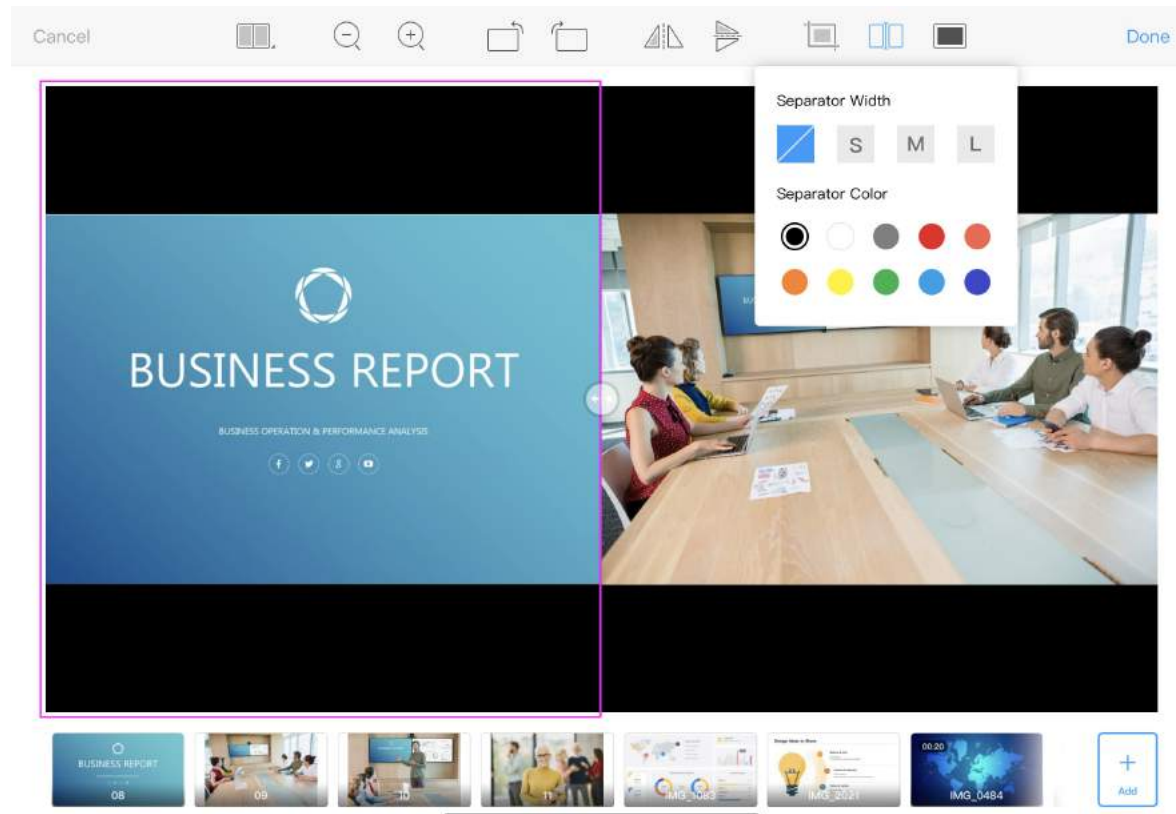 Cancel
Done
Separator Width
S M L
Separator Color
BUSINESS REPORT
BUSINESS OPERATION & PERFORMANCE ANALYSIS
BUSINESS REPORT
08
09
10
11
IMG_1083
IMG_2021
00:20
IMG_0484
Add